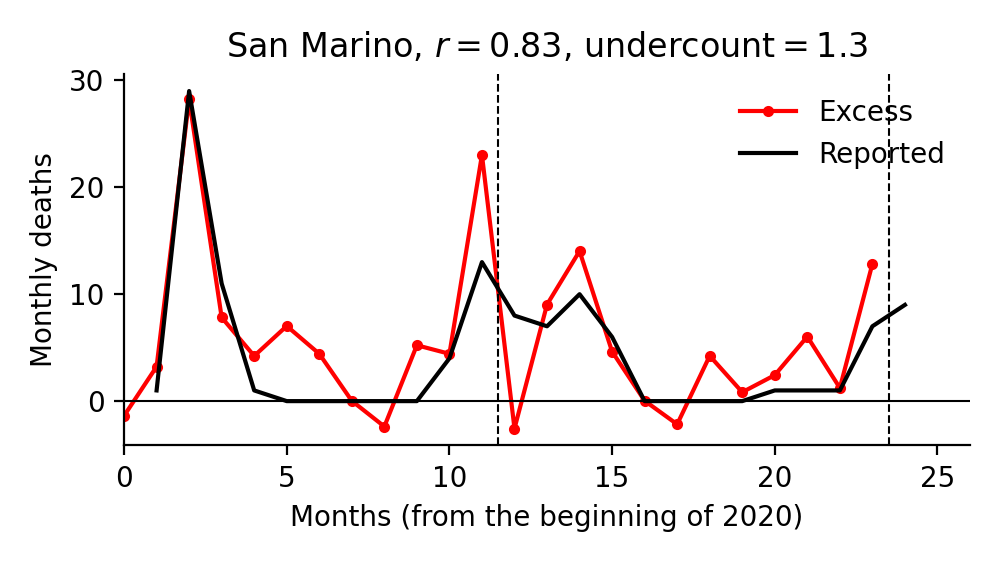 San Marino, r = 0.83, undercount = 1.3
Excess
Reported
Monthly deaths
30
20
10
0
0 5 10 15 20 25
Months (from the beginning of 2020)